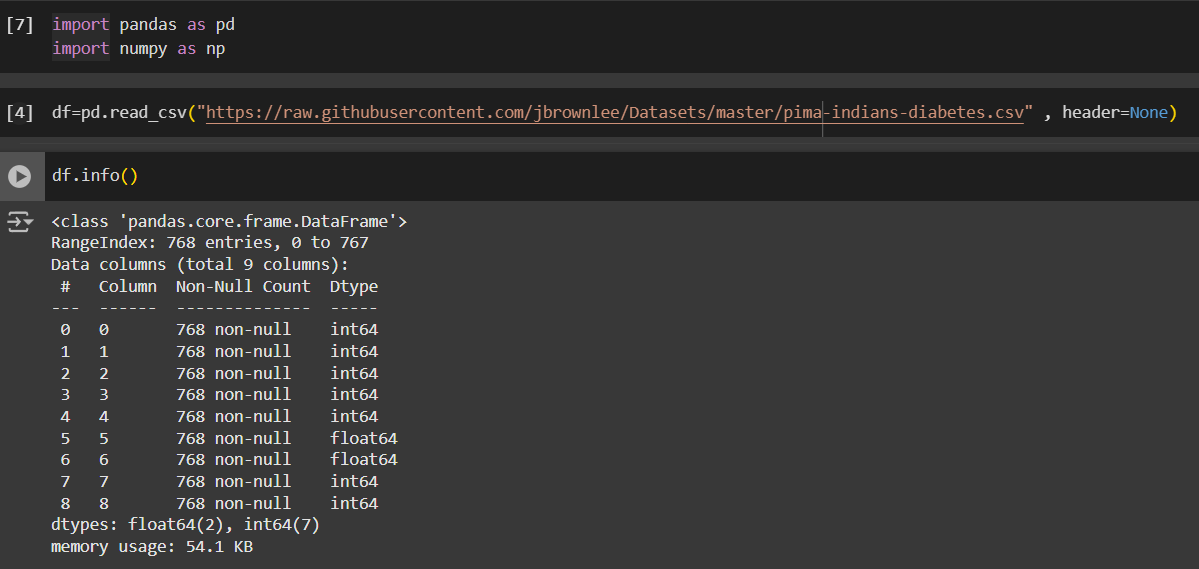 [7] import pandas as pd
import numpy as np
[4] df=pd.read_csv("https://raw.githubusercontent.com/jbrownlee/Datasets/master/pima-indians-diabetes.csv" , header=None)
df.info()
<class 'pandas.core.frame.DataFrame'>
RangeIndex: 768 entries, 0 to 767
Data columns (total 9 columns):
 #   Column  Non-Null Count  Dtype
---  ------  --------------  -----
 0   0       768 non-null    int64
 1   1       768 non-null    int64
 2   2       768 non-null    int64
 3   3       768 non-null    int64
 4   4       768 non-null    int64
 5   5       768 non-null    float64
 6   6       768 non-null    float64
 7   7       768 non-null    int64
 8   8       768 non-null    int64
dtypes: float64(2), int64(7)
memory usage: 54.1 KB